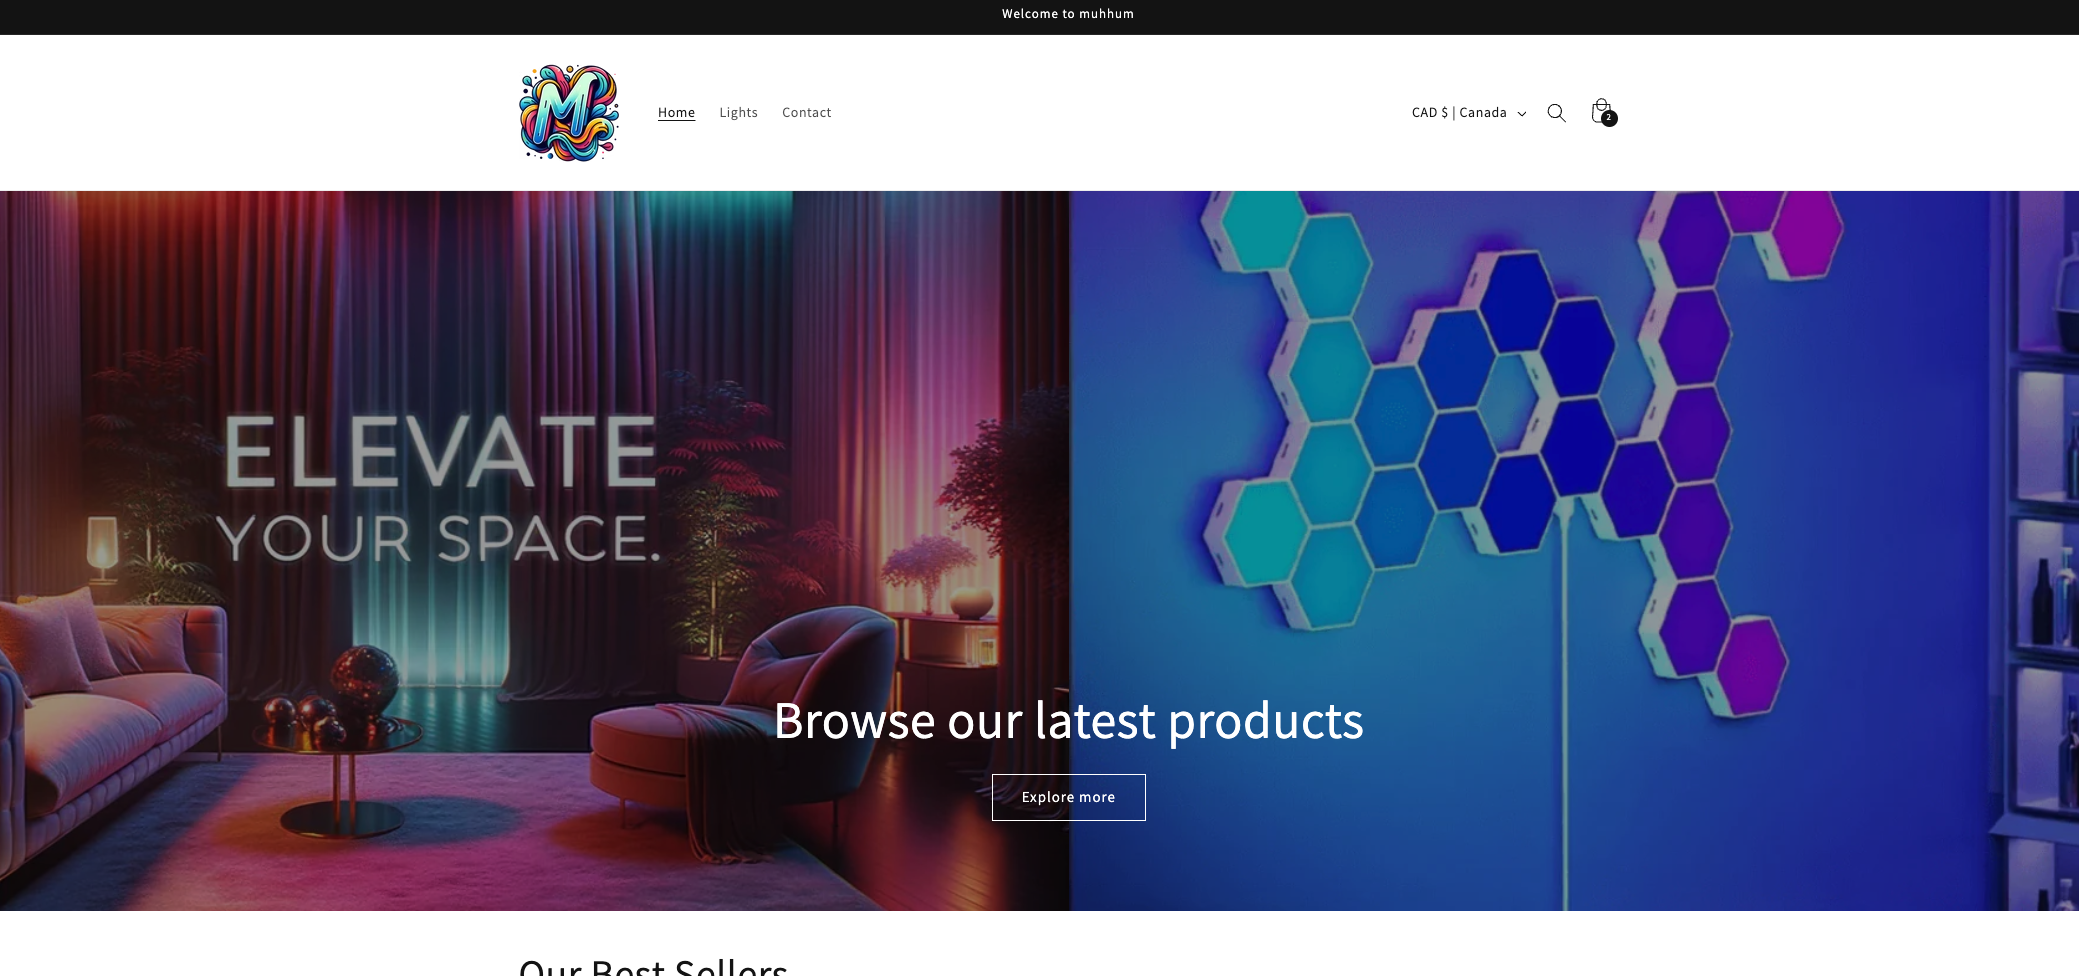 Welcome to muhhum
M
Home Lights Contact
CAD $ | Canada
2
ELEVATE
YOUR SPACE.
Browse our latest products
Explore more
Our Best Sellers